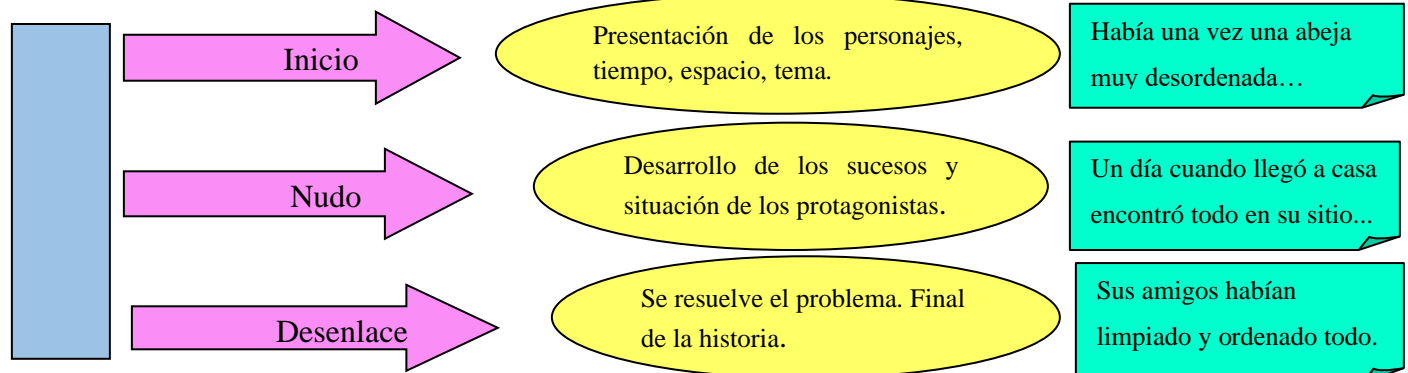 Inicio
Presentación de los personajes,
tiempo, espacio, tema.
Había una vez una abeja
muy desordenada…
Nudo
Desarrollo de los sucesos y
situación de los protagonistas.
Un día cuando llegó a casa
encontró todo en su sitio...
Desenlace
Se resuelve el problema. Final
de la historia.
Sus amigos habían
limpiado y ordenado todo.